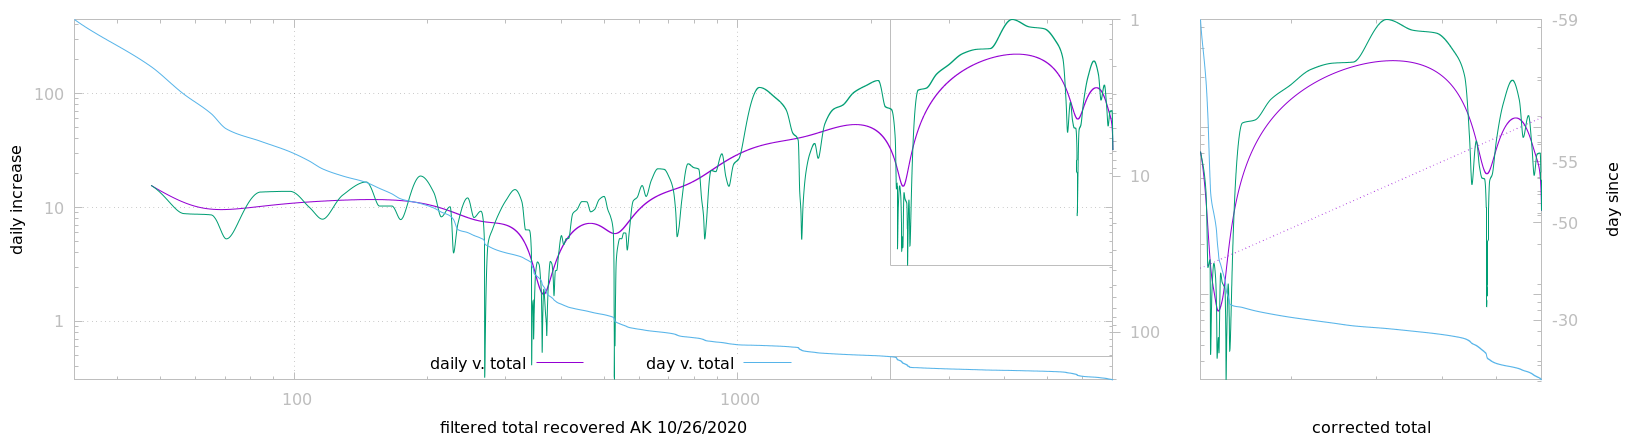 daily increase
100
10
1
daily v. total
day v. total
100
1000
filtered total recovered AK 10/26/2020
1
10
100
-59
-55
-50
-30
day since
corrected total